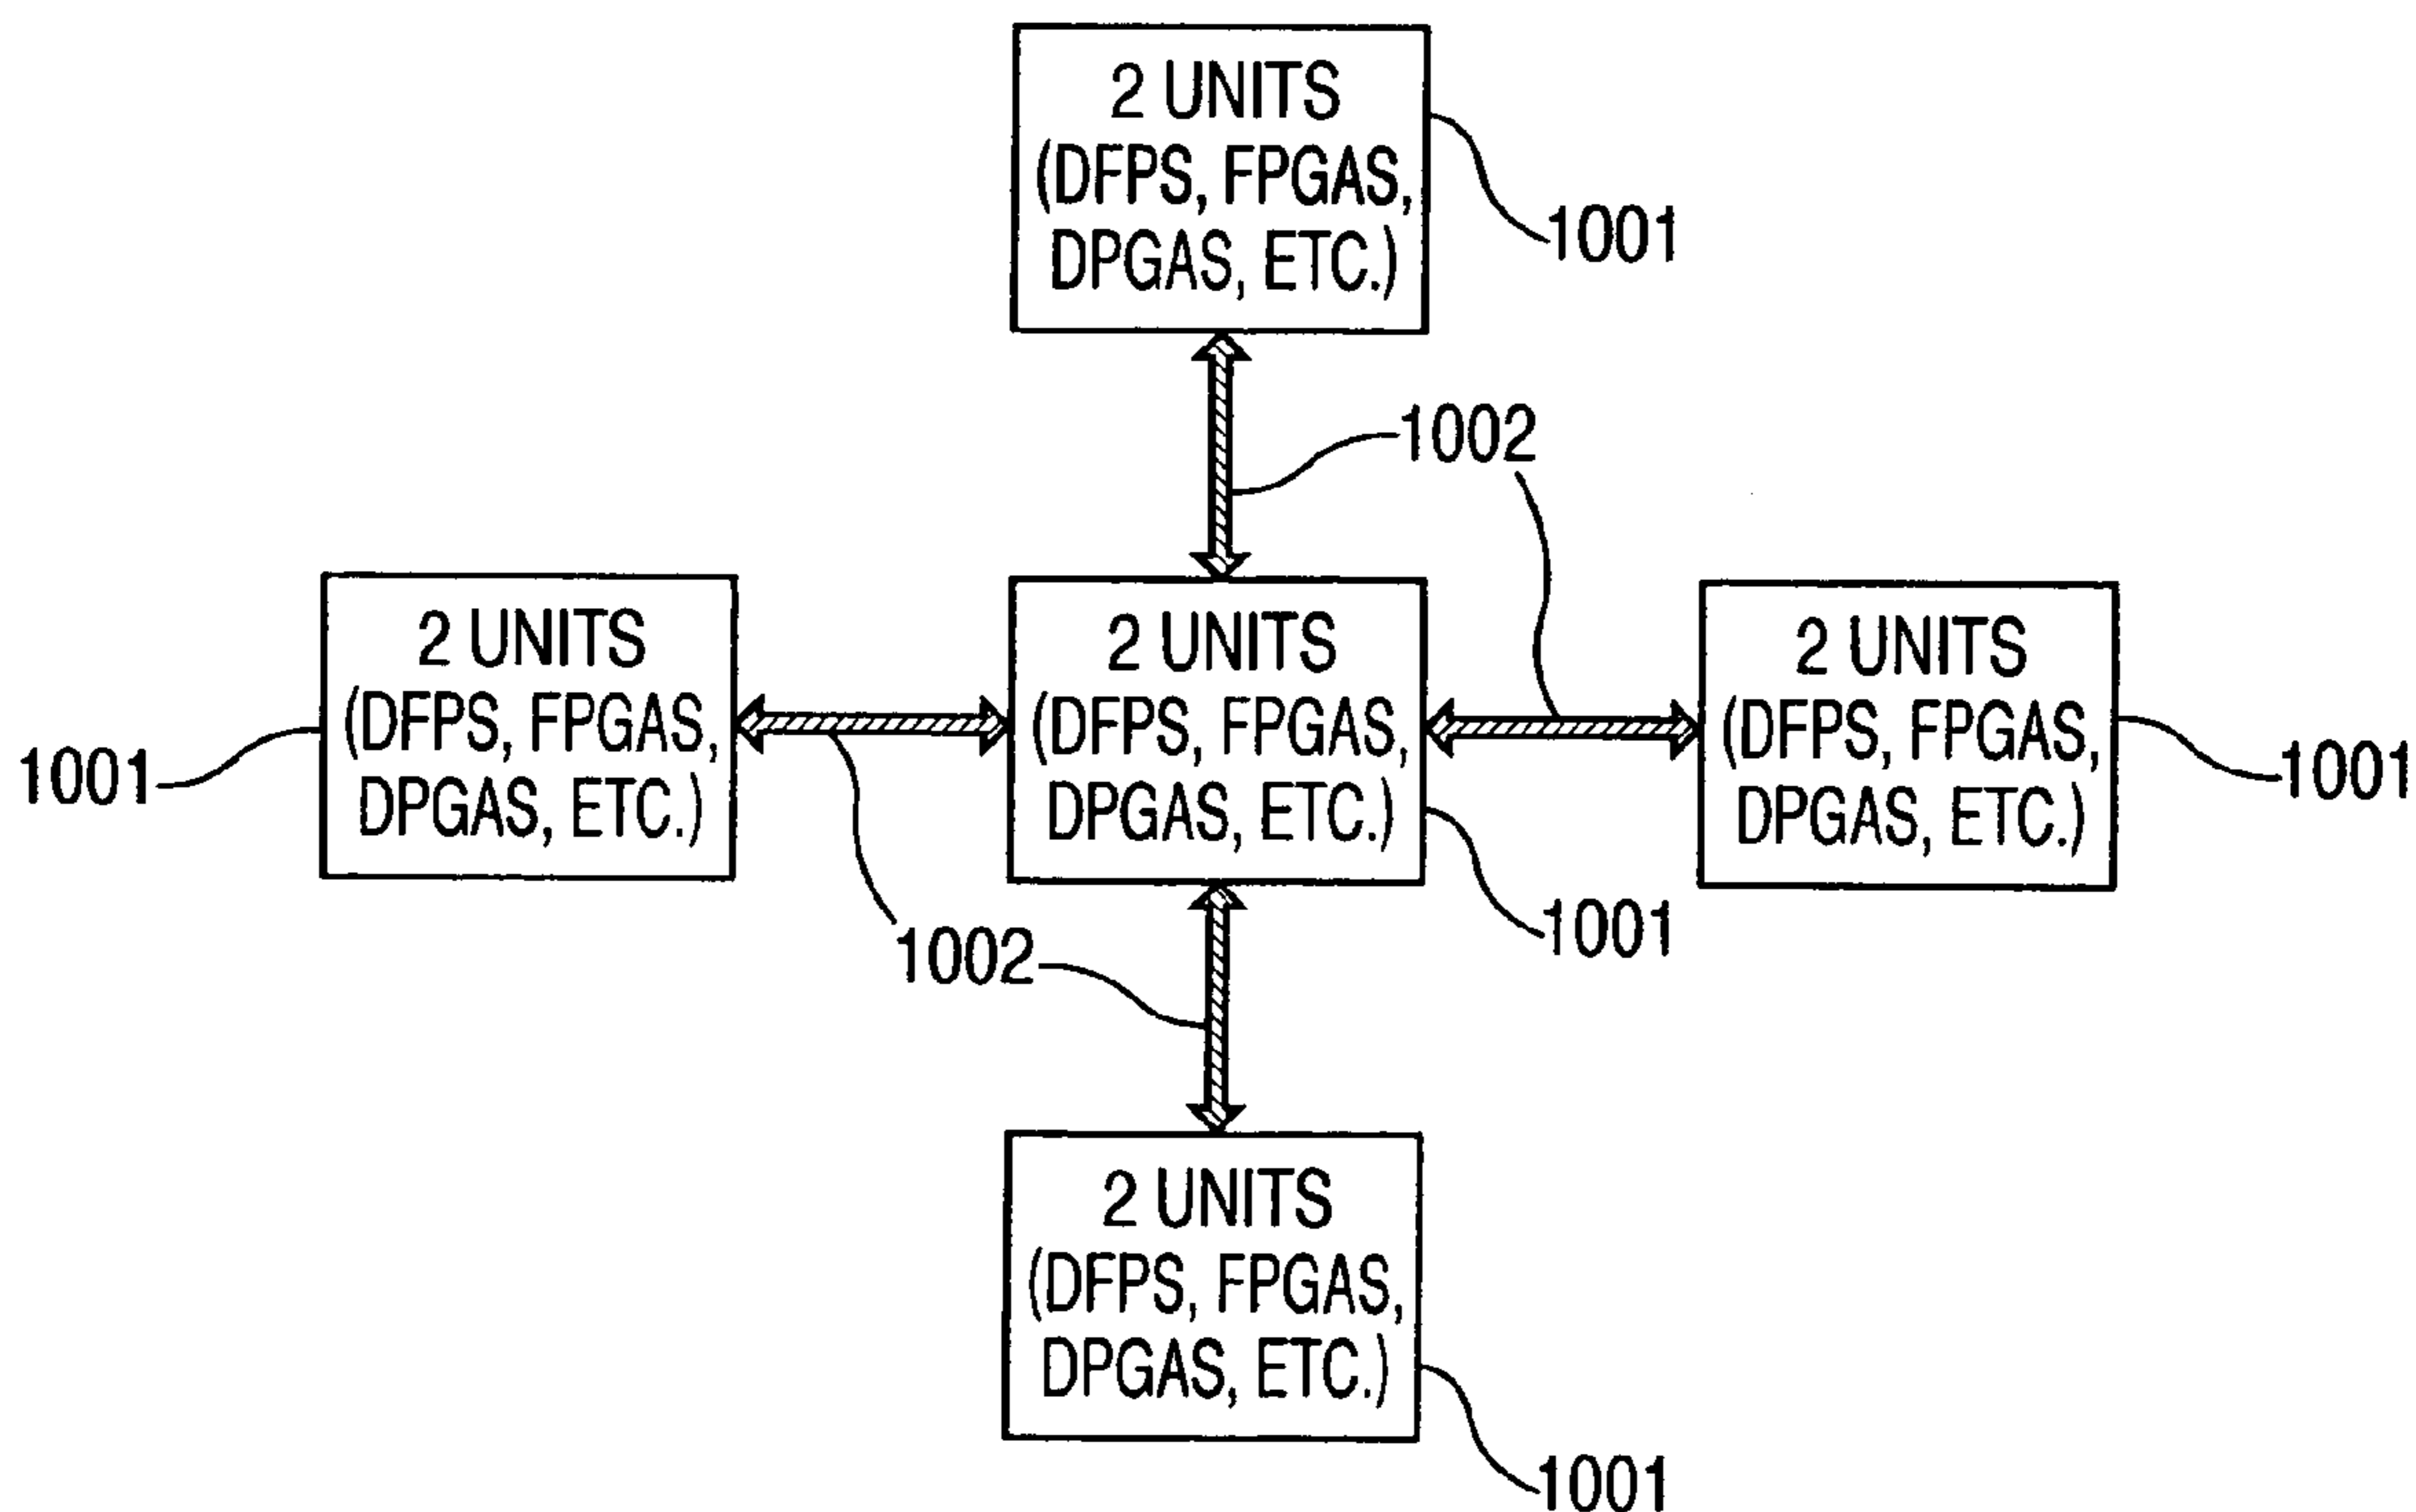 2 UNITS
(DFPS, FPGAS,
DPGAS, ETC.)
1001
1002
2 UNITS
(DFPS, FPGAS,
DPGAS, ETC.)
1001
2 UNITS
(DFPS, FPGAS,
DPGAS, ETC.)
1001
2 UNITS
(DFPS, FPGAS,
DPGAS, ETC.)
1001
1002
2 UNITS
(DFPS, FPGAS,
DPGAS, ETC.)
1001